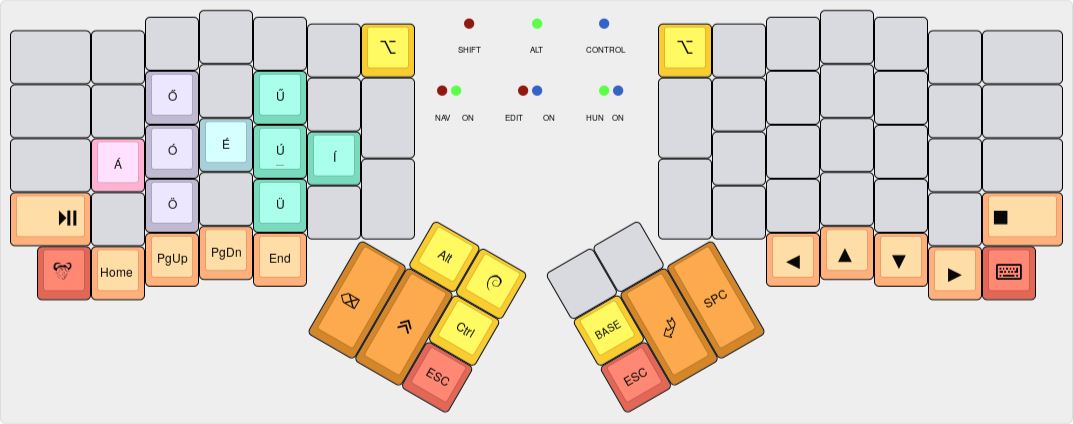 ⌥
SHIFT ALT CONTROL
⌥
Ő Ű
NAV ON EDIT ON HUN ON
Á Ó É Ú Í
_
Ö Ü
Home PgUp PgDn End
Alt
Ctrl
ESC
BASE
SPC
ESC